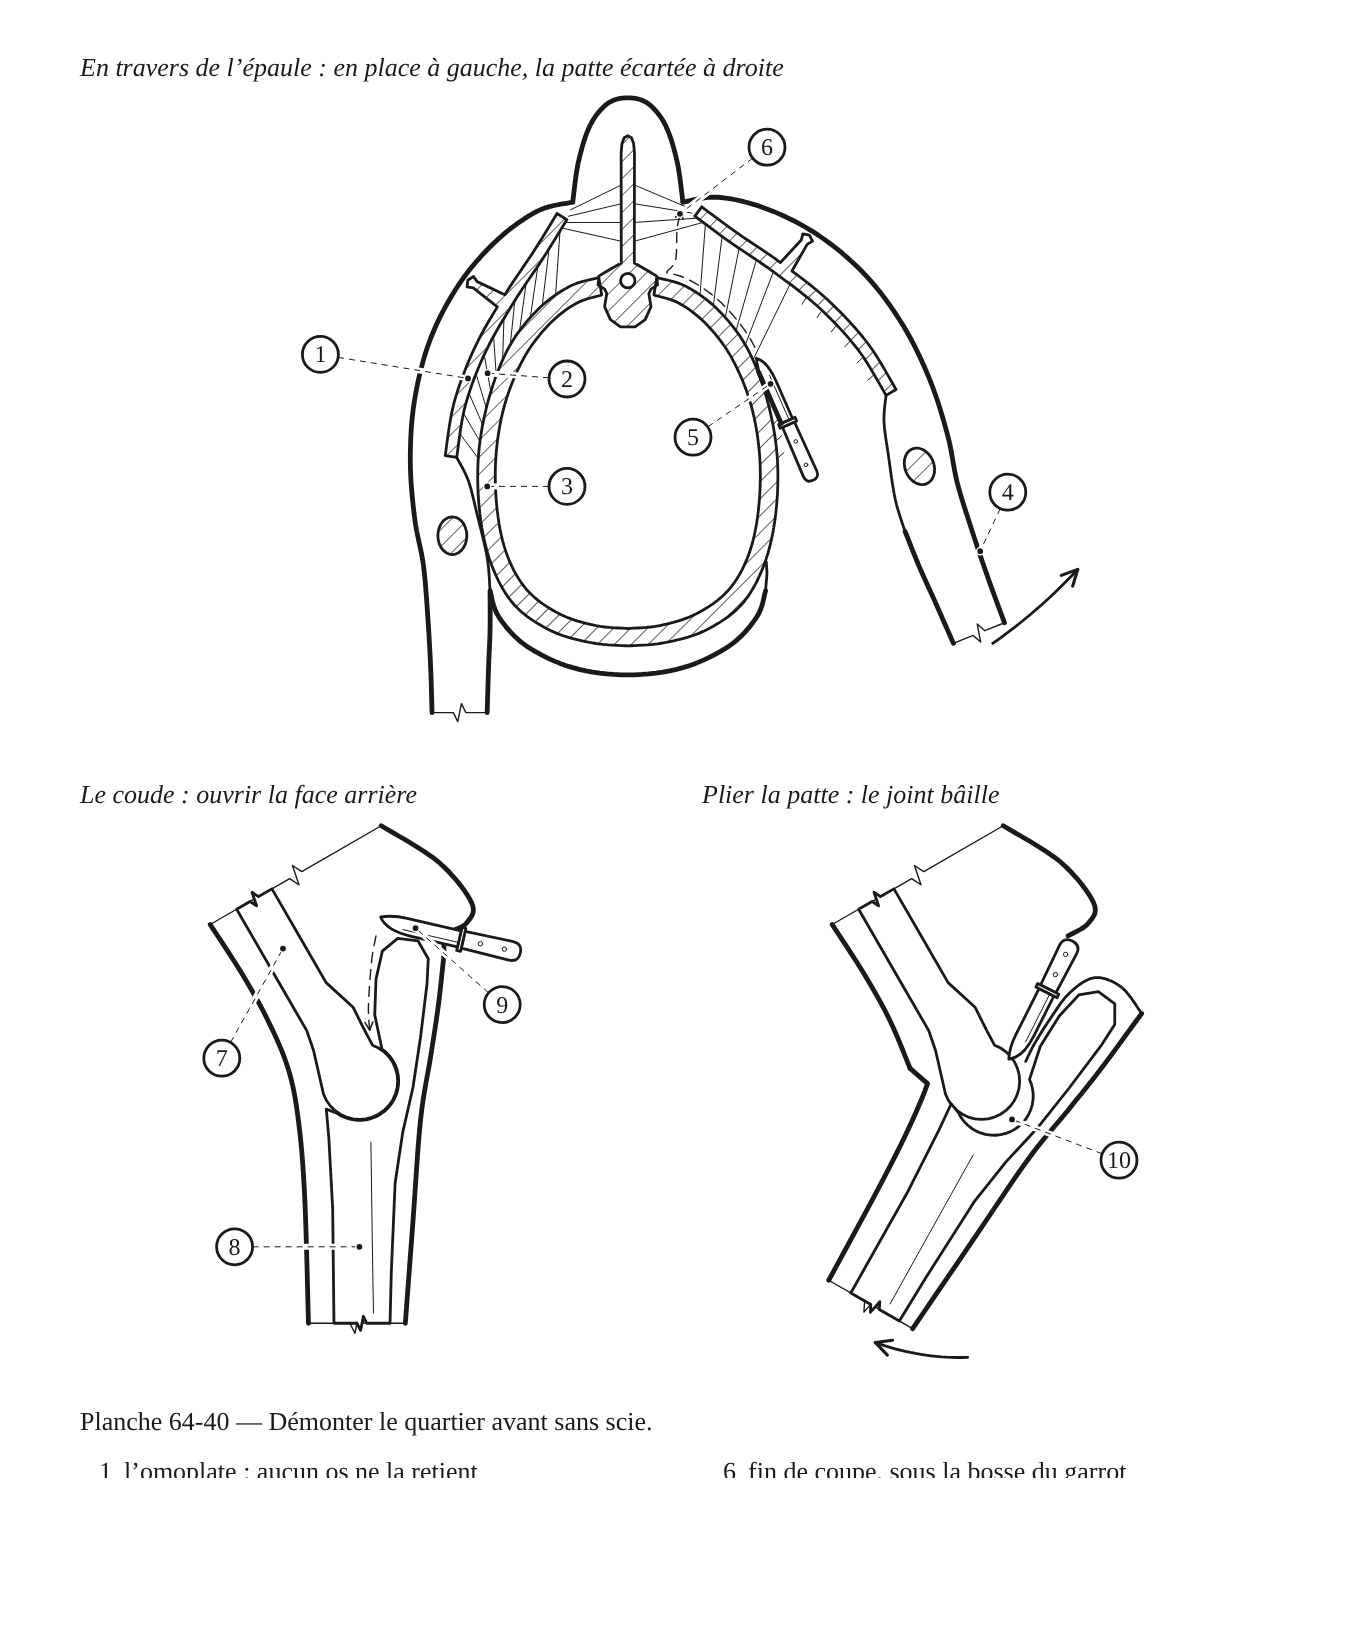 En travers de l’épaule : en place à gauche, la patte écartée à droite
6
1
2
5
3
4
Le coude : ouvrir la face arrière
Plier la patte : le joint bâille
9
7
10
8
Planche 64-40 — Démonter le quartier avant sans scie.
1 l’omoplate : aucun os ne la retient
6 fin de coupe, sous la bosse du garrot